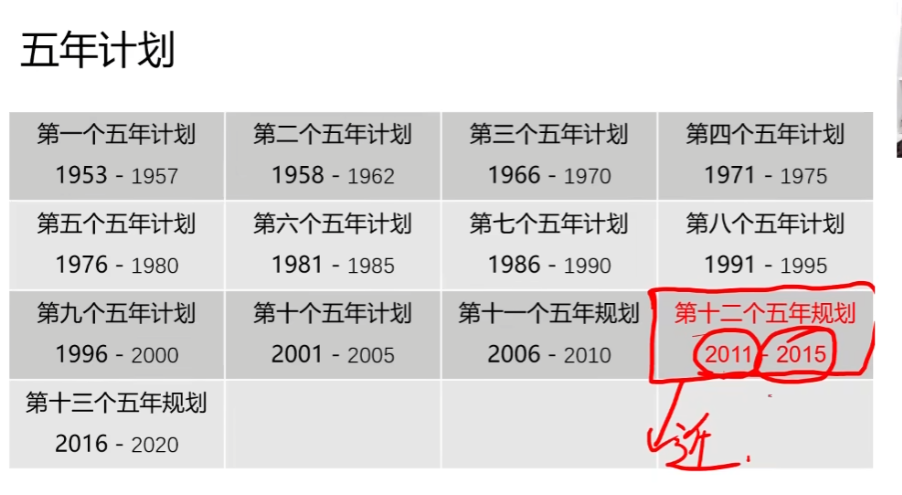 五年计划
第一个五年计划 第二个五年计划 第三个五年计划 第四个五年计划
1953 - 1957 1958 - 1962 1966 - 1970 1971 - 1975
第五个五年计划 第六个五年计划 第七个五年计划 第八个五年计划
1976 - 1980 1981 - 1985 1986 - 1990 1991 - 1995
第九个五年计划 第十个五年计划 第十一个五年规划 第十二个五年规划
1996 - 2000 2001 - 2005 2006 - 2010 2011 - 2015
第十三个五年规划
2016 - 2020
近